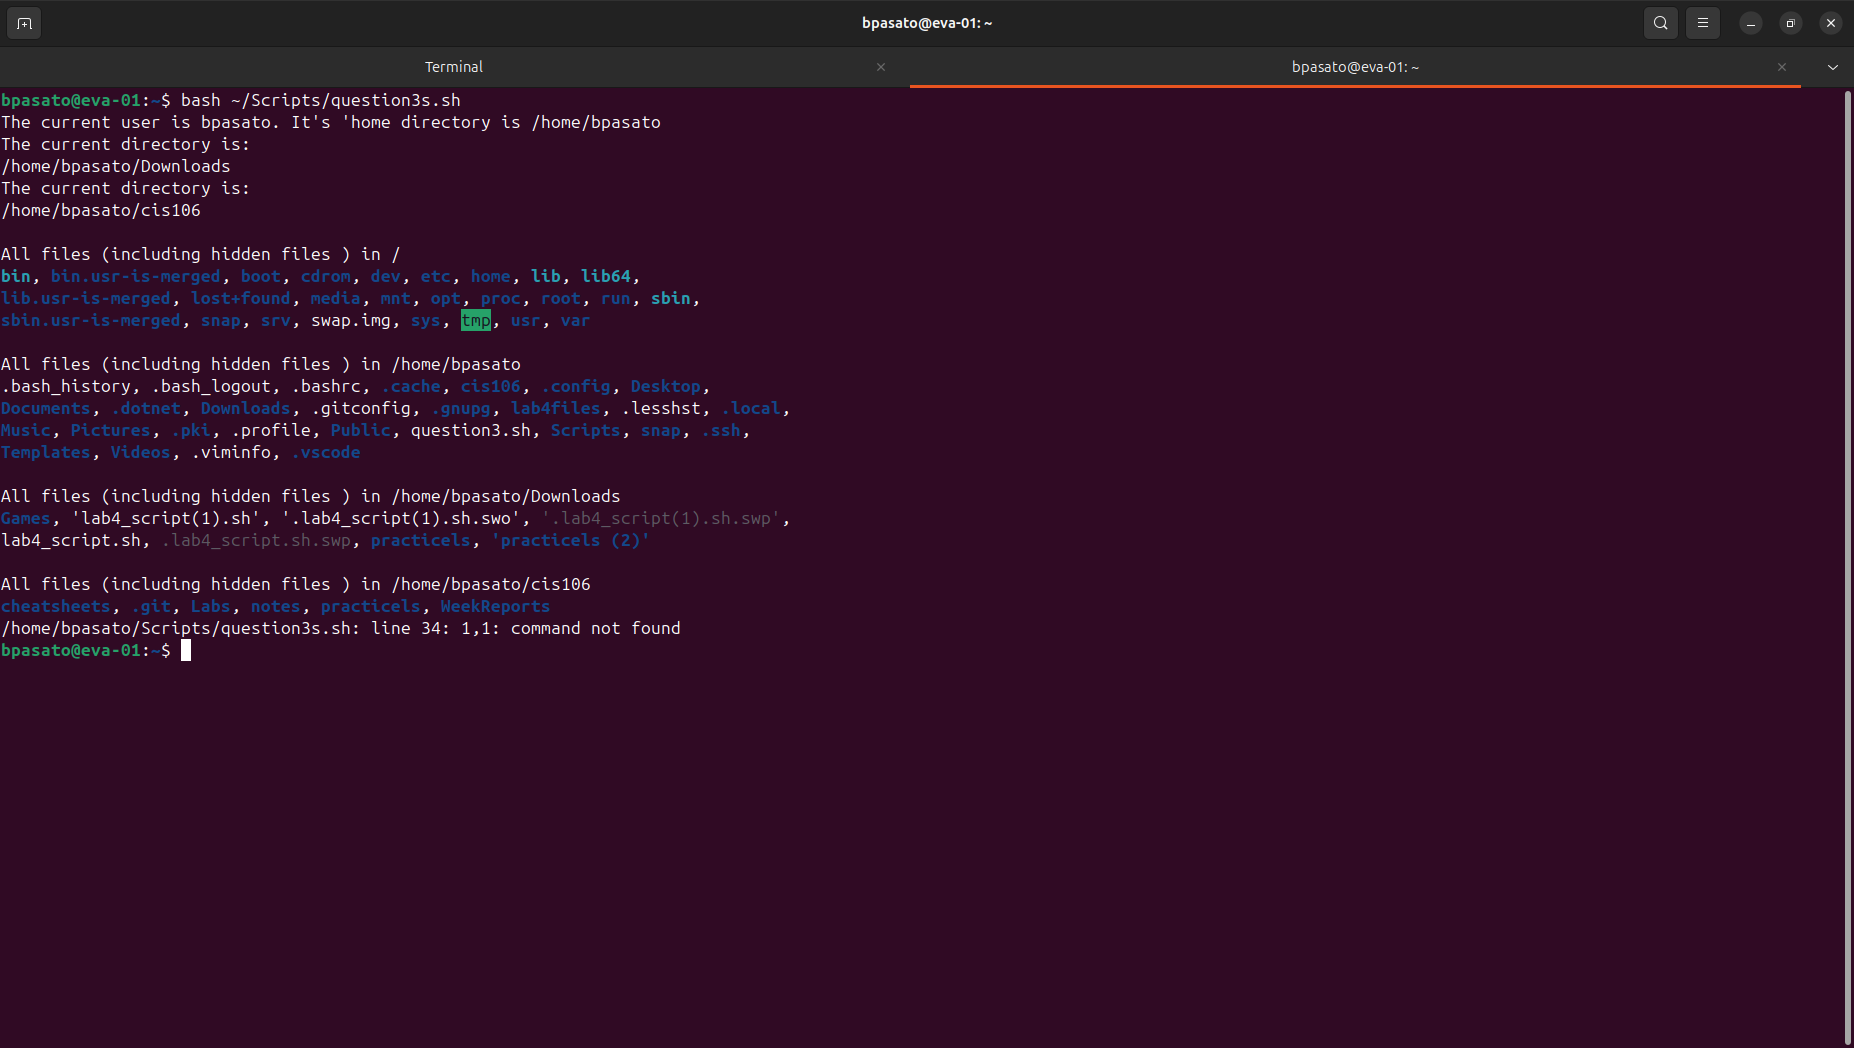 bpasato@eva-01: ~
Terminal
bpasato@eva-01: ~
bpasato@eva-01:~$ bash ~/Scripts/question3s.sh
The current user is bpasato. It's 'home directory is /home/bpasato
The current directory is:
/home/bpasato/Downloads
The current directory is:
/home/bpasato/cis106
All files (including hidden files ) in /
bin, bin.usr-is-merged, boot, cdrom, dev, etc, home, lib, lib64,
lib.usr-is-merged, lost+found, media, mnt, opt, proc, root, run, sbin,
sbin.usr-is-merged, snap, srv, swap.img, sys, tmp, usr, var
All files (including hidden files ) in /home/bpasato
.bash_history, .bash_logout, .bashrc, .cache, cis106, .config, Desktop,
Documents, .dotnet, Downloads, .gitconfig, .gnupg, lab4files, .lesshst, .local,
Music, Pictures, .pki, .profile, Public, question3.sh, Scripts, snap, .ssh,
Templates, Videos, .viminfo, .vscode
All files (including hidden files ) in /home/bpasato/Downloads
Games, 'lab4_script(1).sh', '.lab4_script(1).sh.swo', '.lab4_script(1).sh.swp',
lab4_script.sh, .lab4_script.sh.swp, practicels, 'practicels (2)'
All files (including hidden files ) in /home/bpasato/cis106
cheatsheets, .git, Labs, notes, practicels, WeekReports
/home/bpasato/Scripts/question3s.sh: line 34: 1,1: command not found
bpasato@eva-01:~$